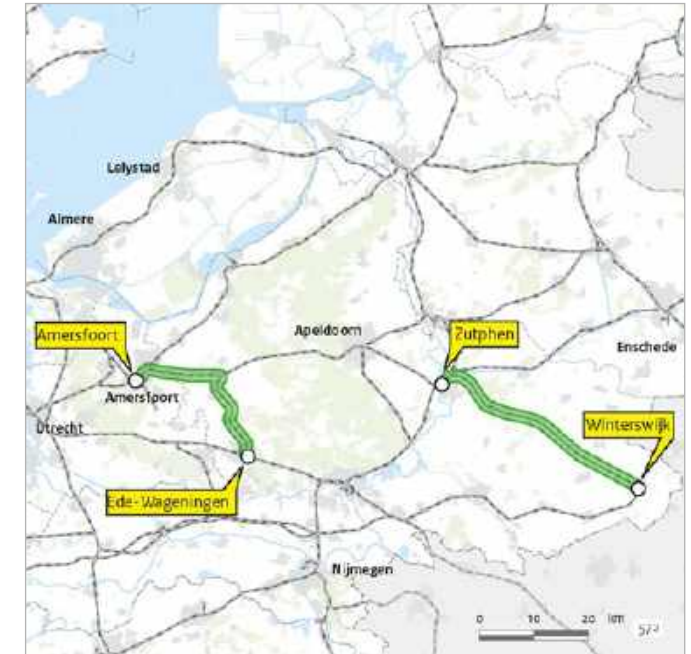 Lelystad
Almere
Amersfoort
Apeldoorn
Zutphen
Enschede
Amersfoort
Utrecht
Winterswijk
Ede-Wageningen
Nijmegen
0 10 20 km